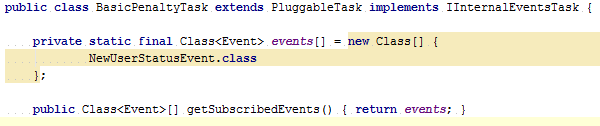 public class BasicPenaltyTask extends PluggableTask implements IInternalEventsTask {
private static final Class<Event> events[] = new Class[] {
NewUserStatusEvent.class
};
public Class<Event>[] getSubscribedEvents() { return events; }